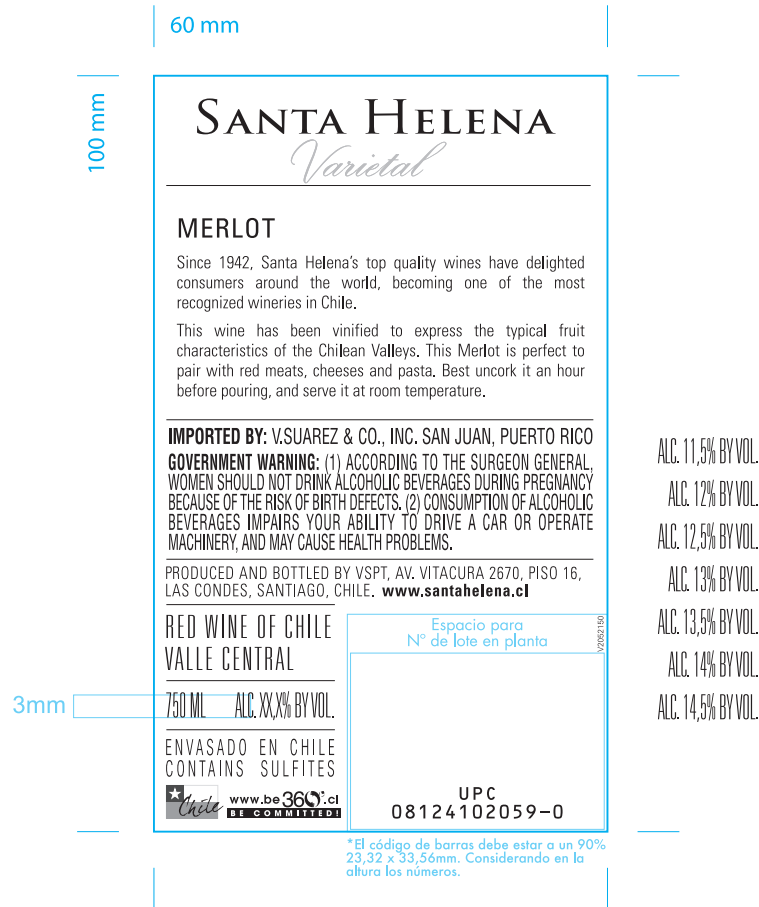 60 mm
100 mm
SANTA HELENA
Varietal
MERLOT
Since 1942, Santa Helena's top quality wines have delighted
consumers around the world, becoming one of the most
recognized wineries in Chile.
This wine has been vinified to express the typical fruit
characteristics of the Chilean Valleys. This Merlot is perfect to
pair with red meats, cheeses and pasta. Best uncork it an hour
before pouring, and serve it at room temperature.
IMPORTED BY: V.SUAREZ & CO., INC. SAN JUAN, PUERTO RICO
GOVERNMENT WARNING: (1) ACCORDING TO THE SURGEON GENERAL,
WOMEN SHOULD NOT DRINK ALCOHOLIC BEVERAGES DURING PREGNANCY
BECAUSE OF THE RISK OF BIRTH DEFECTS. (2) CONSUMPTION OF ALCOHOLIC
BEVERAGES IMPAIRS YOUR ABILITY TO DRIVE A CAR OR OPERATE
MACHINERY, AND MAY CAUSE HEALTH PROBLEMS.
PRODUCED AND BOTTLED BY VSPT, AV. VITACURA 2670, PISO 16,
LAS CONDES, SANTIAGO, CHILE. www.santahelena.cl
RED WINE OF CHILE
VALLE CENTRAL
3mm
750 ML ALC. XX,X% BY VOL.
ENVASADO EN CHILE
CONTAINS SULFITES
Chile
www.be360°.cl
BE COMMITTED!
Espacio para
Nº de lote en planta
V2052150
UPC
08124102059-0
*El código de barras debe estar a un 90%
23,32 x 33,56mm. Considerando en la
altura los números.
ALC. 11,5% BY VOL.
ALC. 12% BY VOL.
ALC. 12,5% BY VOL.
ALC. 13% BY VOL.
ALC. 13,5% BY VOL.
ALC. 14% BY VOL.
ALC. 14,5% BY VOL.